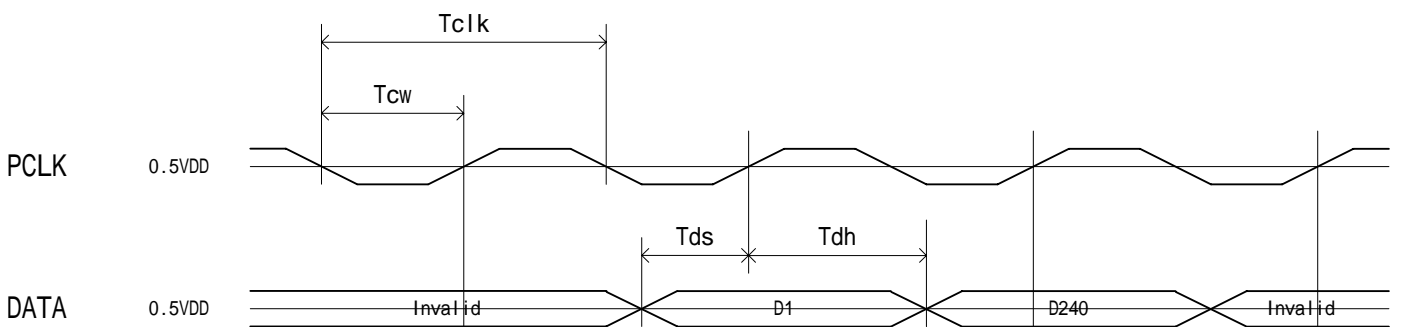 Tclk
Tcw
PCLK 0.5VDD
Tds Tdh
DATA 0.5VDD Invalid D1 D240 Invalid